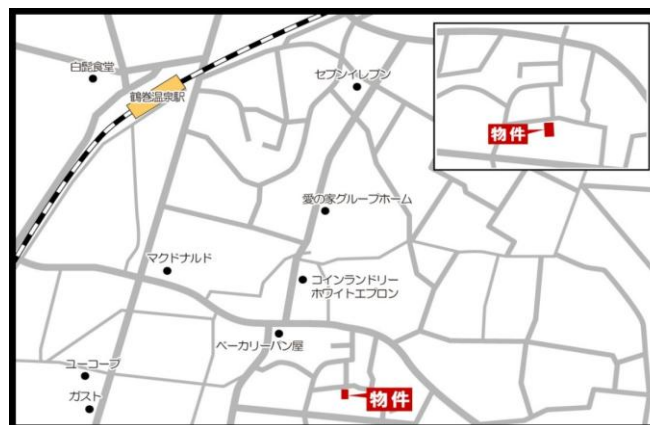 白髭食堂
鶴巻温泉駅
セブンイレブン
物件
愛の家グループホーム
マクドナルド
コインランドリー
ホワイトエプロン
ベーカリーパン屋
ユーコープ
ガスト
物件